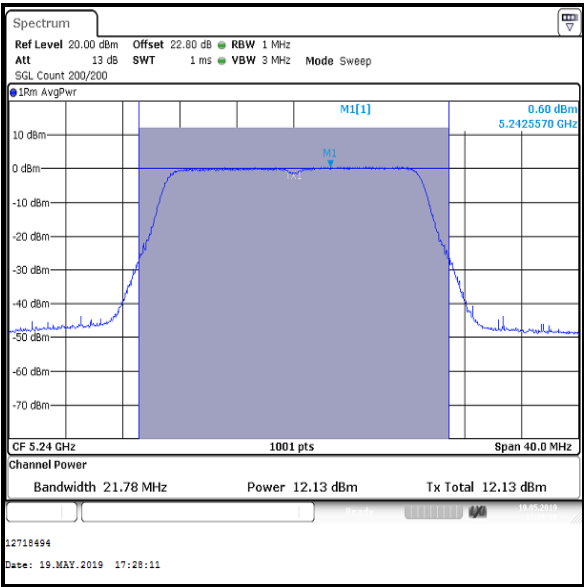 Spectrum
Ref Level 20.00 dBm Offset 22.80 dB RBW 1 MHz
Att 13 dB SWT 1 ms VBW 3 MHz Mode Sweep
SGL Count 200/200
1Rm AvgPwr
M1[1] 0.60 dBm
5.2425570 GHz
10 dBm
M1
0 dBm
-10 dBm
-20 dBm
-30 dBm
-40 dBm
-50 dBm
-60 dBm
-70 dBm
CF 5.24 GHz 1001 pts Span 40.0 MHz
Channel Power
Bandwidth 21.78 MHz Power 12.13 dBm Tx Total 12.13 dBm
Ready 19.05.2019
12718494
Date: 19.MAY.2019 17:28:11